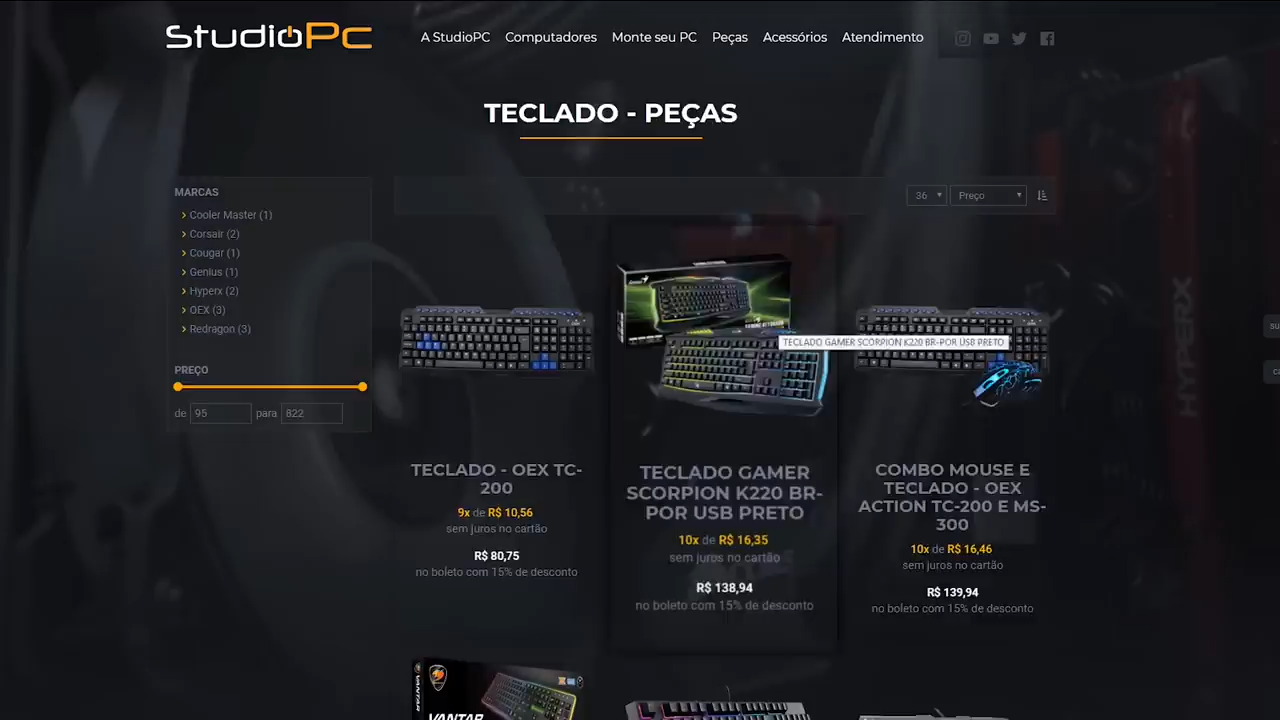 StudioPc
A StudioPC Computadores Monte seu PC Peças Acessórios Atendimento
TECLADO - PEÇAS
MARCAS
Cooler Master (1)
Corsair (2)
Cougar (1)
Genius (1)
Hyperx (2)
OEX (3)
Redragon (3)
PREÇO
de 95 para 822
36 Preço
TECLADO GAMER SCORPION K220 BR-POR USB PRETO
HYPERX
TECLADO - OEX TC-
200
9x de R$ 10,56
sem juros no cartão
R$ 80,75
no boleto com 15% de desconto
TECLADO GAMER
SCORPION K220 BR-
POR USB PRETO
10x de R$ 16,35
sem juros no cartão
R$ 138,94
no boleto com 15% de desconto
COMBO MOUSE E
TECLADO - OEX
ACTION TC-200 E MS-
300
10x de R$ 16,46
sem juros no cartão
R$ 139,94
no boleto com 15% de desconto
VANTAR
VANTAR
su
ca